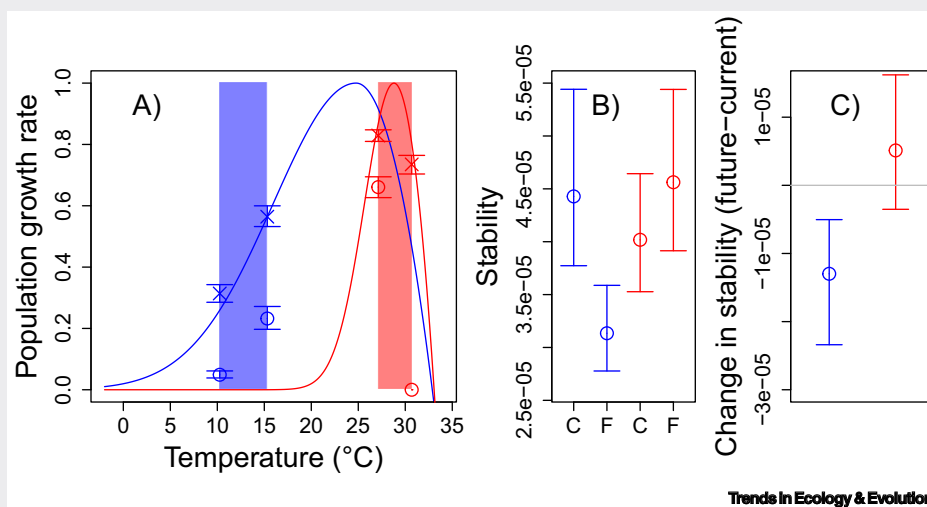 A)
Population growth rate
0.0 0.2 0.4 0.6 0.8 1.0
0 5 10 15 20 25 30 35
Temperature (°C)
B)
Stability
2.5e−05 3.5e−05 4.5e−05 5.5e−05
C F C F
C)
Change in stability (future−current)
−3e−05 −1e−05 1e−05
Trends in Ecology & Evolution